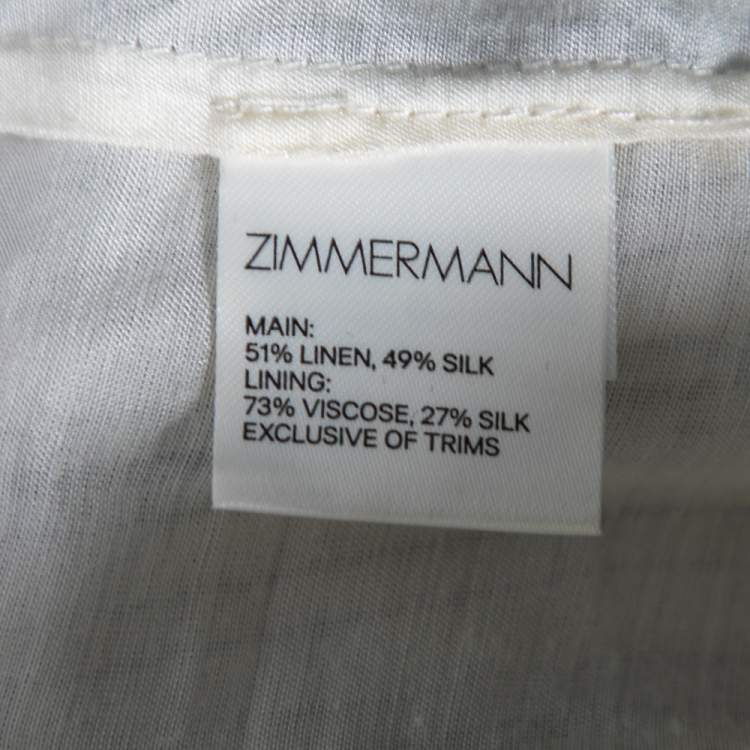 ZIMMERMANN
MAIN:
51% LINEN, 49% SILK
LINING:
73% VISCOSE, 27% SILK
EXCLUSIVE OF TRIMS